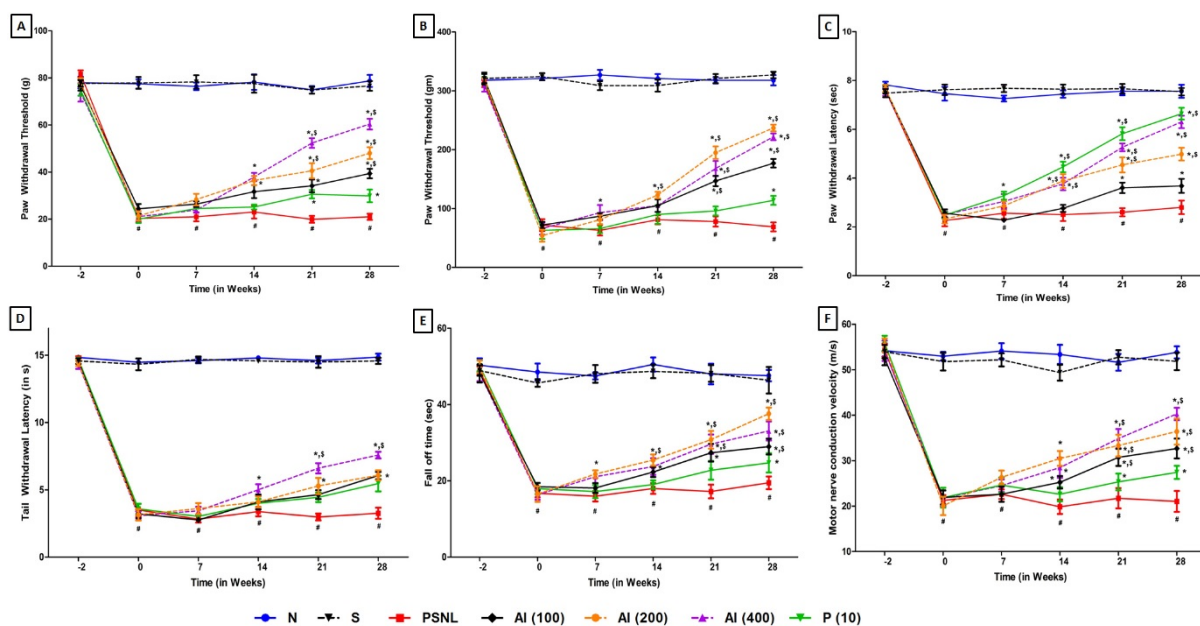 A
Paw Withdrawal Threshold (g)
100
80
60
40
20
0
-2 0 7 14 21 28
Time (in Weeks)
# # # # #
* * * *,$ *,$ * * *,$ *,$ *,$ *
B
Paw Withdrawal Threshold (gm)
400
300
200
100
0
-2 0 7 14 21 28
Time (in Weeks)
# # # # #
* *,$ *,$ *,$ *,$ *,$ *,$ *,$ *
C
Paw Withdrawal Latency (sec)
8
6
4
2
0
-2 0 7 14 21 28
Time (in Weeks)
# # # # #
* *,$ *,$ *,$ *,$ *,$ *,$ * *,$ *,$ *,$ *
D
Tail Withdrawal Latency (in s)
15
10
5
0
-2 0 7 14 21 28
Time (in Weeks)
# # # # #
* *,$ * *,$ *
E
Fall off time (sec)
60
40
20
0
-2 0 7 14 21 28
Time (in Weeks)
# # # # #
* *,$ * *,$ *,$ * *,$ *,$ *,$ *
F
Motor nerve conduction velocity (m/s)
60
50
40
30
20
10
-2 0 7 14 21 28
Time (in Weeks)
# # # # #
* * * *,$ *,$ *,$ * *,$ *,$ *,$ *
N S PSNL AI (100) AI (200) AI (400) P (10)